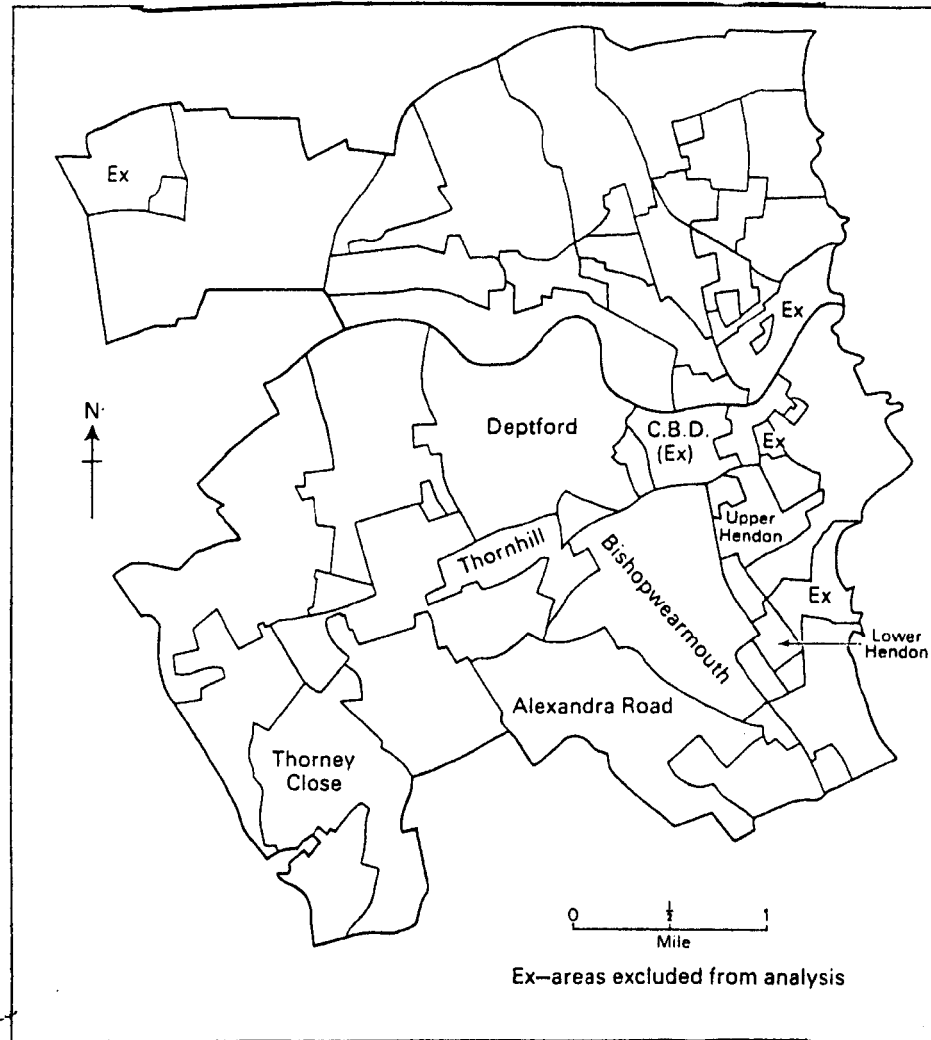 Ex
Ex
N
Deptford
C.B.D.
(Ex)
Ex
Upper
Hendon
Thornhill
Bishopwearmouth
Ex
Lower
Hendon
Alexandra Road
Thorney
Close
0 ½ 1
Mile
Ex—areas excluded from analysis